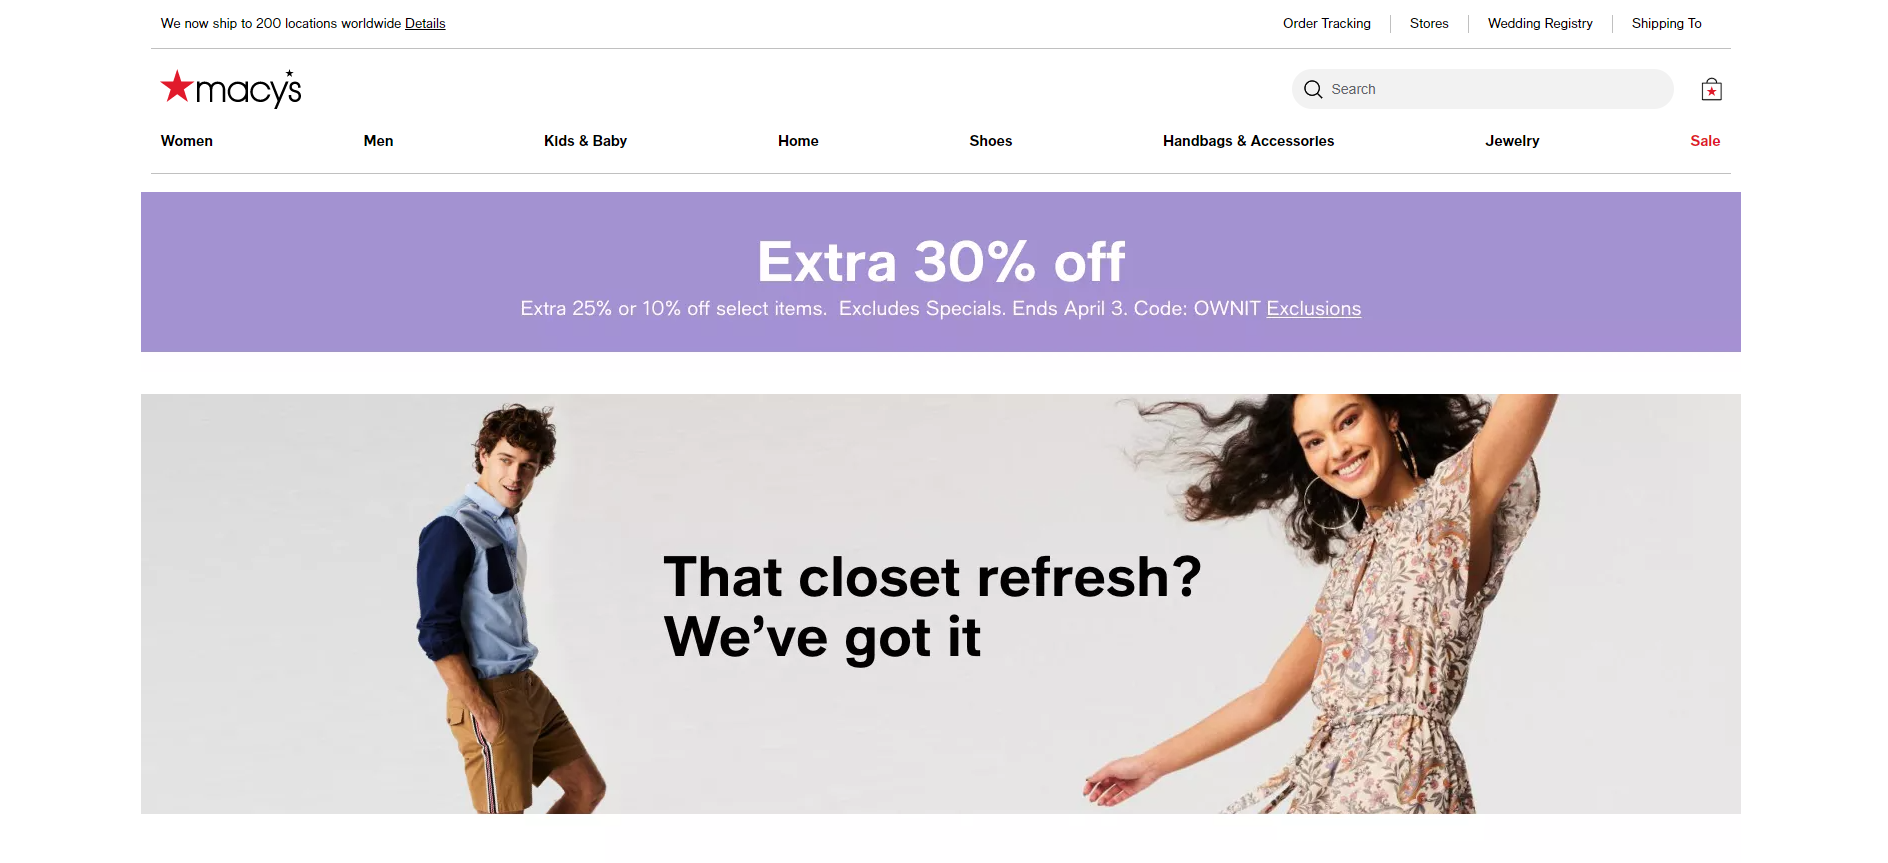 We now ship to 200 locations worldwide Details
Order Tracking
Stores
Wedding Registry
Shipping To
macy's
Search
Women
Men
Kids & Baby
Home
Shoes
Handbags & Accessories
Jewelry
Sale
Extra 30% off
Extra 25% or 10% off select items. Excludes Specials. Ends April 3. Code: OWNIT Exclusions
That closet refresh?
We’ve got it